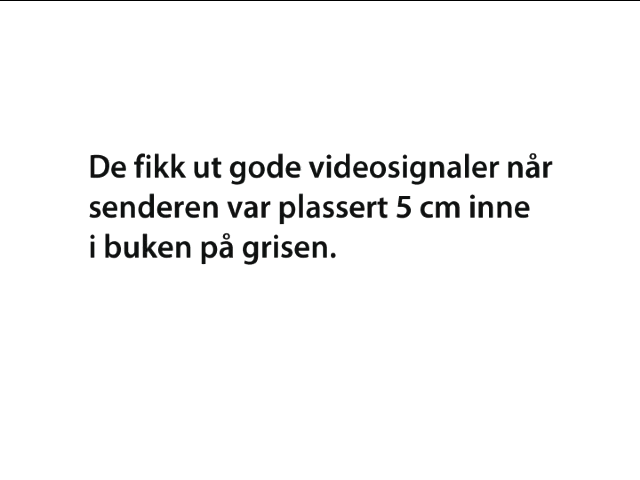 De fikk ut gode videosignaler når
senderen var plassert 5 cm inne
i buken på grisen.